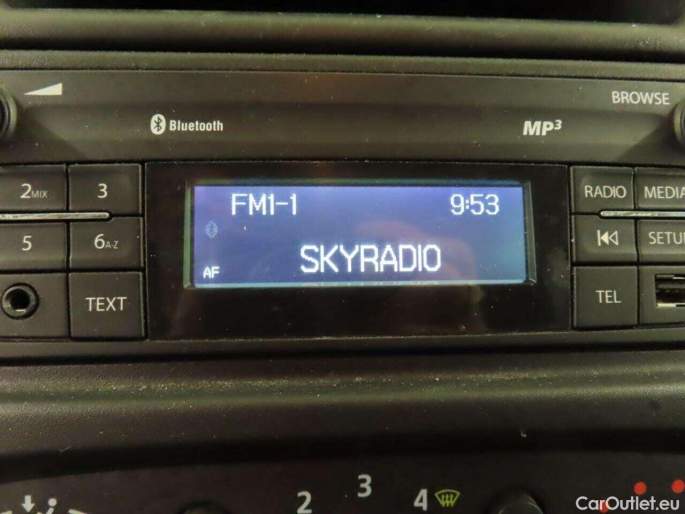 BROWSE
Bluetooth
MP3
2MIX 3 RADIO MEDIA
FM1-1 9:53
5 6A-Z SETUP
AF SKYRADIO
TEXT TEL
2 3 4
CarOutlet.eu